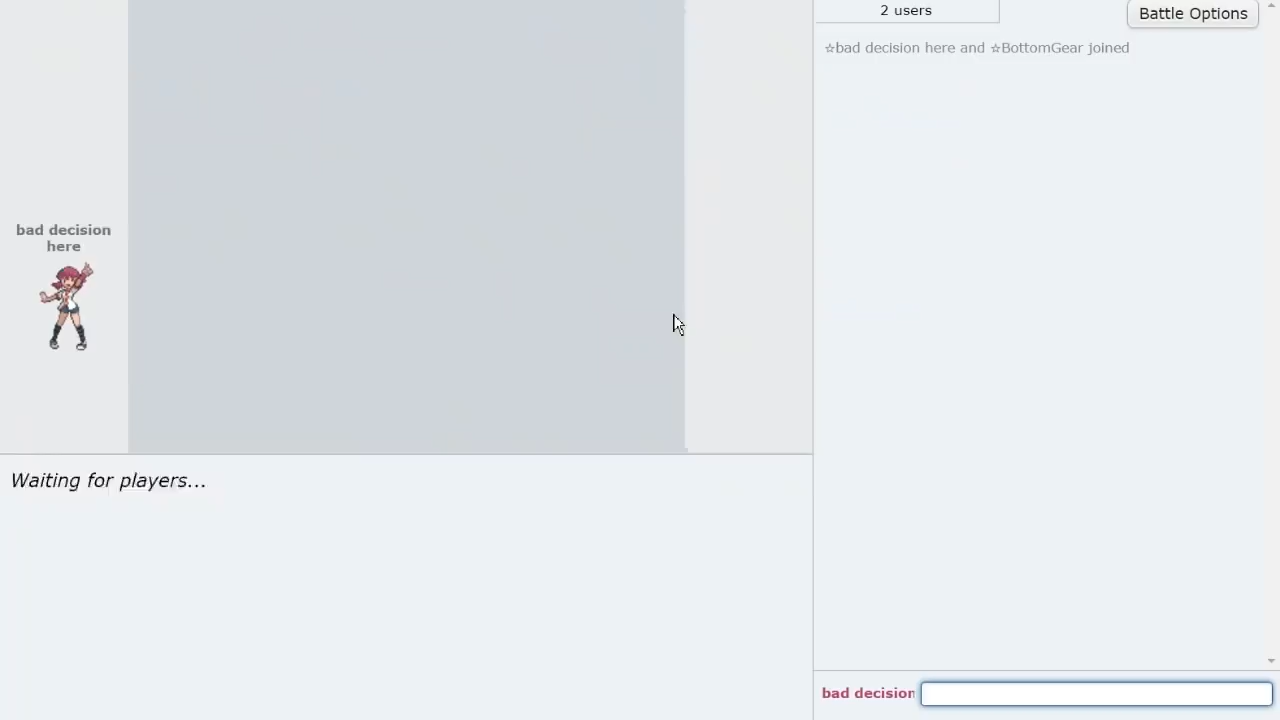 2 users
Battle Options
☆bad decision here and ☆BottomGear joined
bad decision
here
Waiting for players...
bad decision